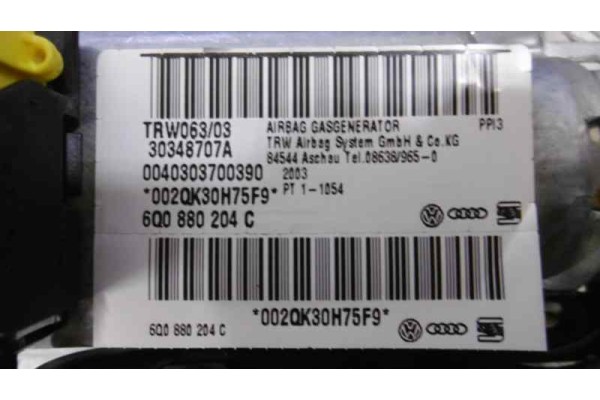 TRW063/03
30348707A
0040303700390
*002QK30H75F9*
6Q0 880 204 C
AIRBAG GASGENERATOR PPI3
TRW Airbag System GmbH & Co.KG
84544 Aschau Tel.08638/965-0
2003
PT 1-1054
6Q0 880 204 C
*002QK30H75F9*